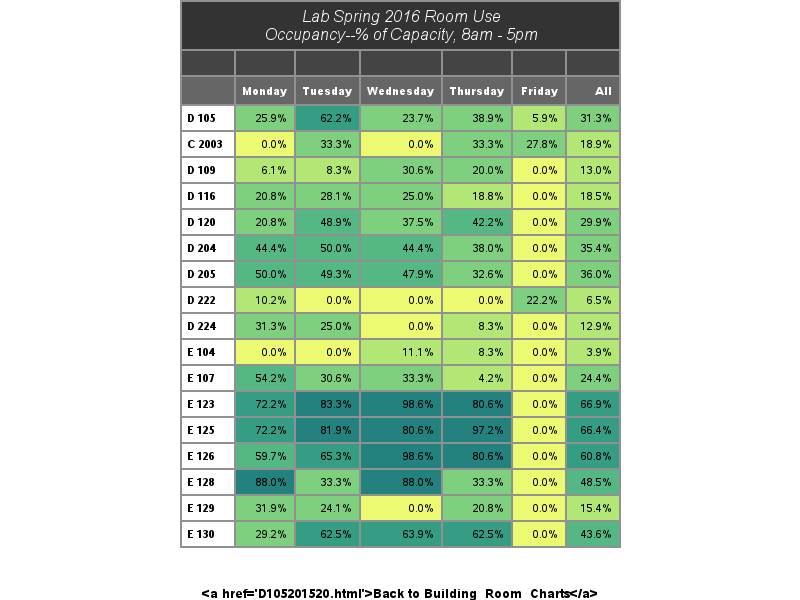 Lab Spring 2016 Room Use
Occupancy--% of Capacity, 8am - 5pm
Monday Tuesday Wednesday Thursday Friday All
D 105 25.9% 62.2% 23.7% 38.9% 5.9% 31.3%
C 2003 0.0% 33.3% 0.0% 33.3% 27.8% 18.9%
D 109 6.1% 8.3% 30.6% 20.0% 0.0% 13.0%
D 116 20.8% 28.1% 25.0% 18.8% 0.0% 18.5%
D 120 20.8% 48.9% 37.5% 42.2% 0.0% 29.9%
D 204 44.4% 50.0% 44.4% 38.0% 0.0% 35.4%
D 205 50.0% 49.3% 47.9% 32.6% 0.0% 36.0%
D 222 10.2% 0.0% 0.0% 0.0% 22.2% 6.5%
D 224 31.3% 25.0% 0.0% 8.3% 0.0% 12.9%
E 104 0.0% 0.0% 11.1% 8.3% 0.0% 3.9%
E 107 54.2% 30.6% 33.3% 4.2% 0.0% 24.4%
E 123 72.2% 83.3% 98.6% 80.6% 0.0% 66.9%
E 125 72.2% 81.9% 80.6% 97.2% 0.0% 66.4%
E 126 59.7% 65.3% 98.6% 80.6% 0.0% 60.8%
E 128 88.0% 33.3% 88.0% 33.3% 0.0% 48.5%
E 129 31.9% 24.1% 0.0% 20.8% 0.0% 15.4%
E 130 29.2% 62.5% 63.9% 62.5% 0.0% 43.6%
<a href='D105201520.html'>Back to Building_Room_Charts</a>